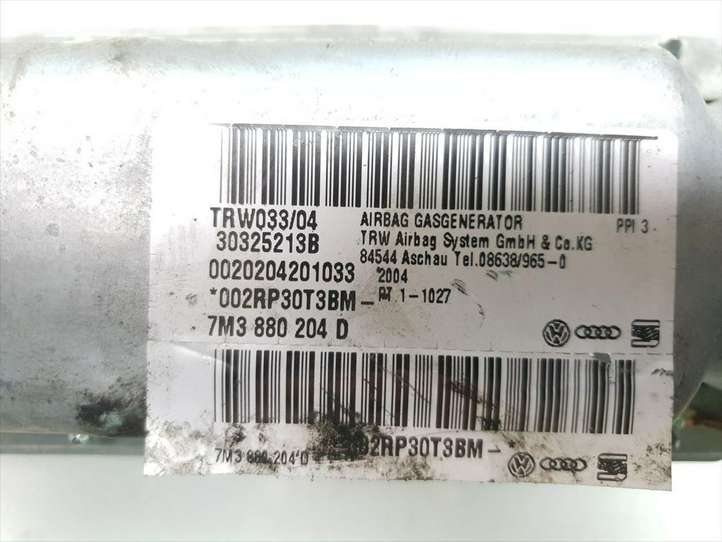 TRW033/04 AIRBAG GASGENERATOR PPI 3
30325213B TRW Airbag System GmbH & Co.KG
84544 Aschau Tel.08638/965-0
0020204201033 2004
*002RP30T3BM- 1-1027
7M3 880 204 D
7M3 880 204 D 02RP30T3BM-